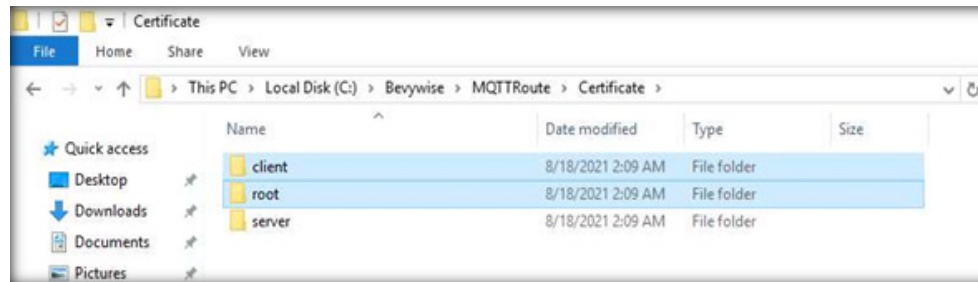 Certificate
File Home Share View
This PC > Local Disk (C:) > Bevywise > MQTTRoute > Certificate >
Name Date modified Type Size
Quick access
client 8/18/2021 2:09 AM File folder
Desktop
root 8/18/2021 2:09 AM File folder
Downloads
server 8/18/2021 2:09 AM File folder
Documents
Pictures